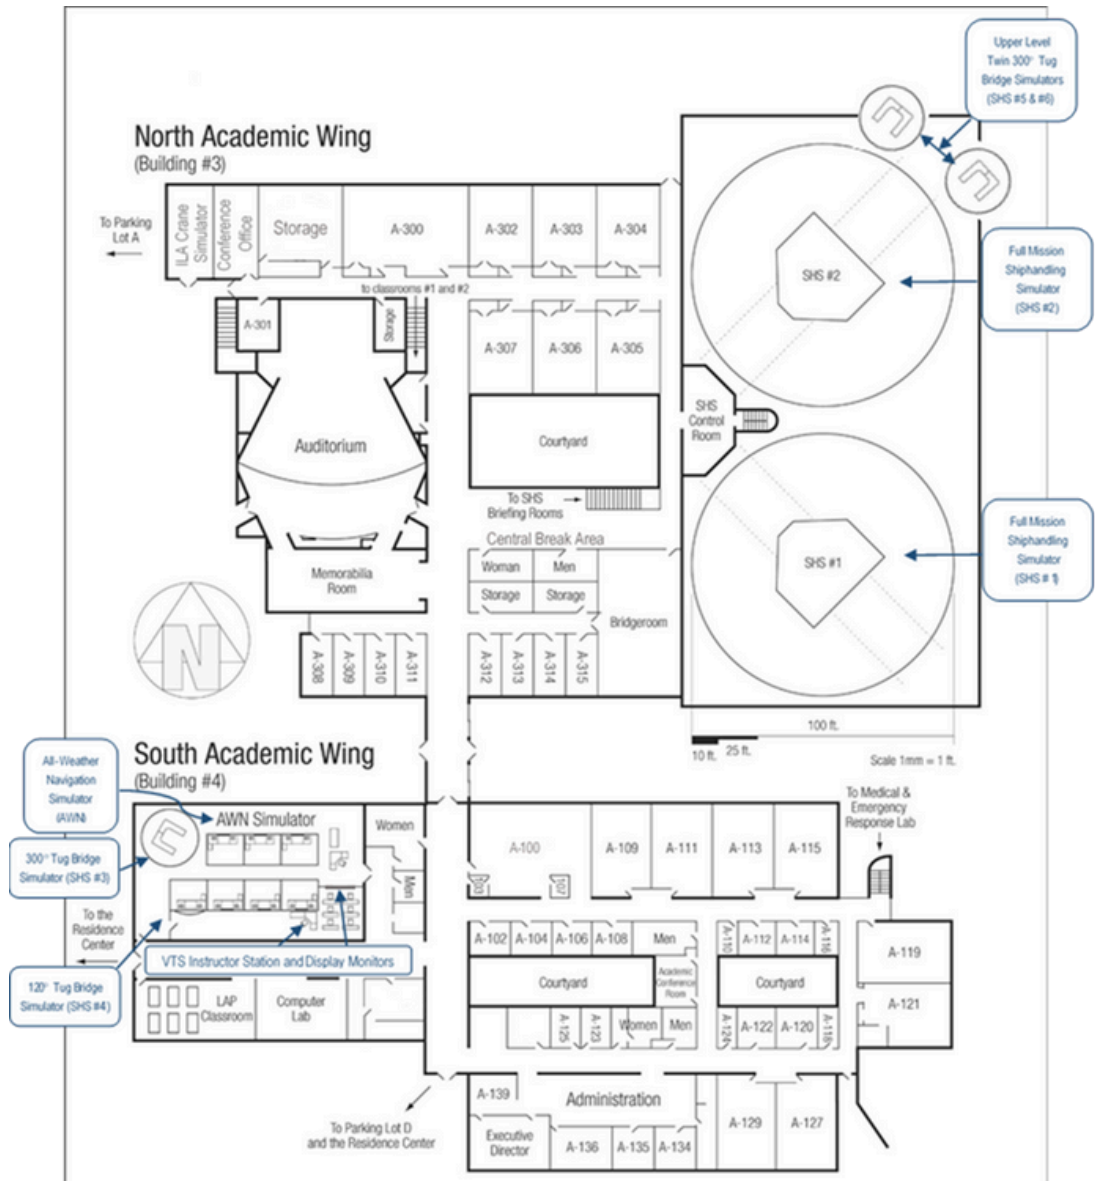 Upper Level
Twin 300° Tug
Bridge Simulators
(SHS #5 & #6)
North Academic Wing
(Building #3)
To Parking
Lot A
ILA Crane
Simulator
Conference
Office
Storage
A-300
A-302
A-303
A-304
to classrooms #1 and #2
A-301
Storage
A-307
A-306
A-305
SHS #2
Full Mission
Shiphandling
Simulator
(SHS #2)
SHS
Control
Room
Auditorium
Courtyard
To SHS
Briefing Rooms
Central Break Area
Woman
Men
Storage
Storage
Memorabilia
Room
Bridgeroom
SHS #1
Full Mission
Shiphandling
Simulator
(SHS # 1)
N
A-308
A-309
A-310
A-311
A-312
A-313
A-314
A-315
100 ft.
10 ft.
25 ft.
Scale 1mm = 1 ft.
South Academic Wing
(Building #4)
All-Weather
Navigation
Simulator
(AWN)
AWN Simulator
Women
Men
300° Tug Bridge
Simulator (SHS #3)
To the
Residence
Center
VTS Instructor Station and Display Monitors
120° Tug Bridge
Simulator (SHS #4)
LAP
Classroom
Computer
Lab
To Medical &
Emergency
Response Lab
A-100
103
107
A-109
A-111
A-113
A-115
A-102
A-104
A-106
A-108
Men
A-110
A-112
A-114
A-116
A-119
Courtyard
Academic
Conference
Room
Courtyard
A-121
A-125
A-123
Women
Men
A-124
A-122
A-120
A-118
A-139
Administration
A-129
A-127
Executive
Director
A-136
A-135
A-134
To Parking Lot D
and the Residence Center